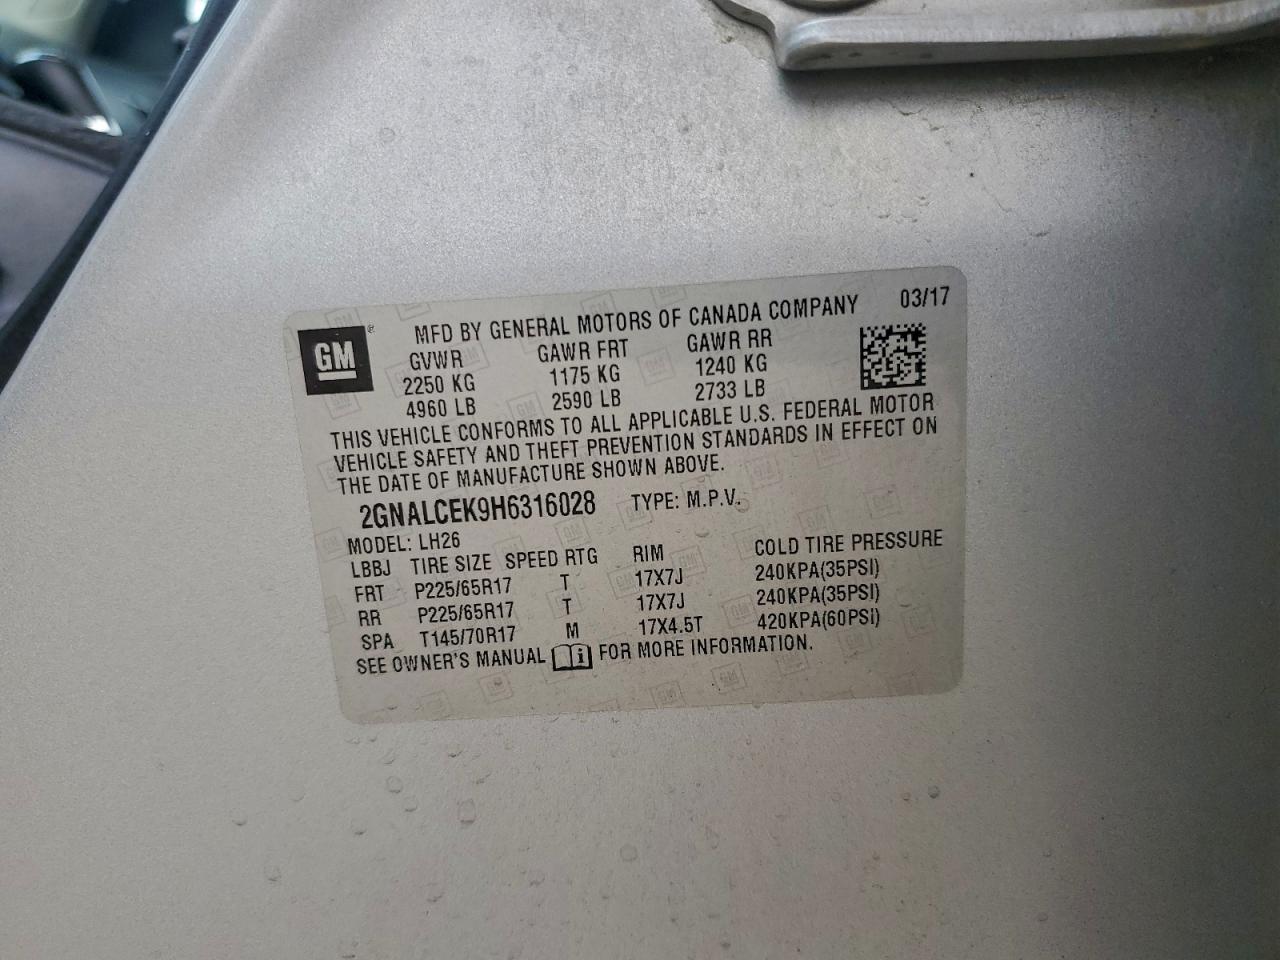 GM
MFD BY GENERAL MOTORS OF CANADA COMPANY 03/17
GVWR GAWR FRT GAWR RR
2250 KG 1175 KG 1240 KG
4960 LB 2590 LB 2733 LB
THIS VEHICLE CONFORMS TO ALL APPLICABLE U.S. FEDERAL MOTOR
VEHICLE SAFETY AND THEFT PREVENTION STANDARDS IN EFFECT ON
THE DATE OF MANUFACTURE SHOWN ABOVE.
2GNALCEK9H6316028 TYPE: M.P.V.
MODEL: LH26
LBBJ TIRE SIZE SPEED RTG RIM COLD TIRE PRESSURE
FRT P225/65R17 T 17X7J 240KPA(35PSI)
RR P225/65R17 T 17X7J 240KPA(35PSI)
SPA T145/70R17 M 17X4.5T 420KPA(60PSI)
SEE OWNER'S MANUAL FOR MORE INFORMATION.